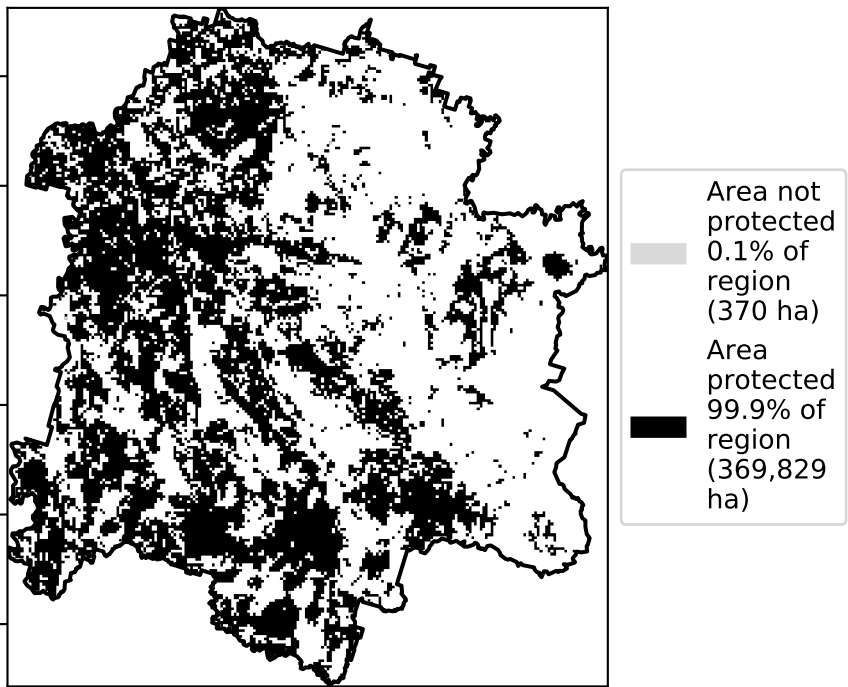 Area not
protected
0.1% of
region
(370 ha)
Area
protected
99.9% of
region
(369,829
ha)